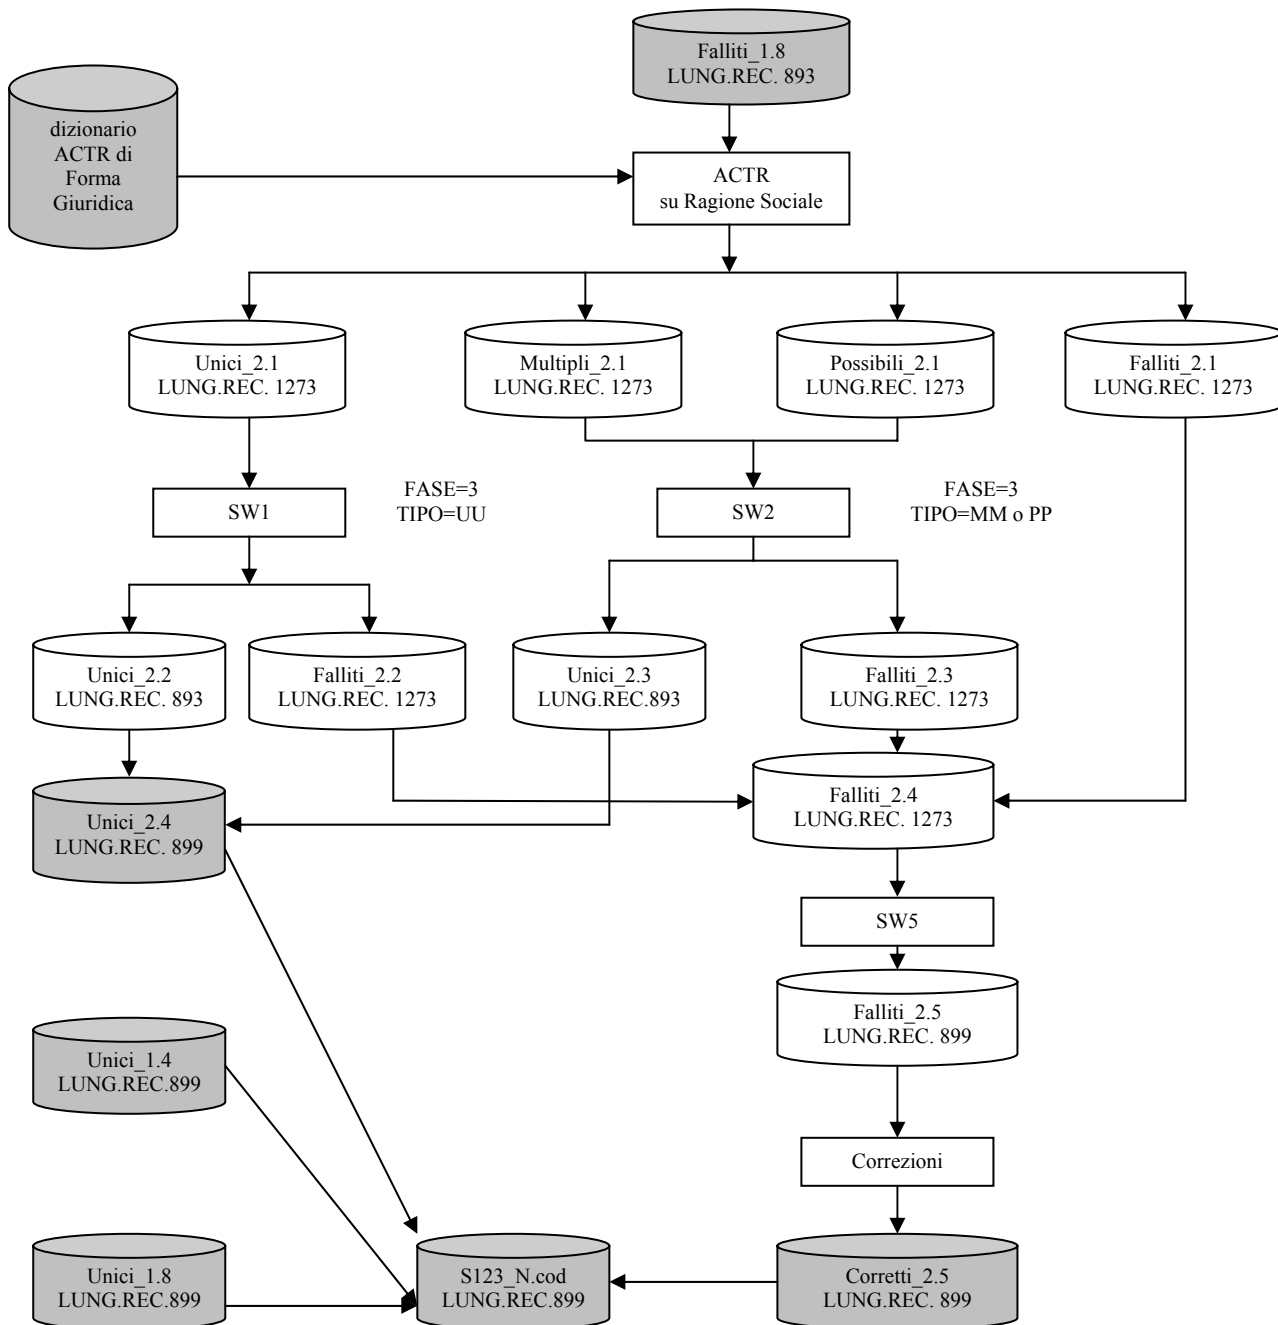 Falliti_1.8
LUNG.REC. 893
dizionario
ACTR di
Forma
Giuridica
ACTR
su Ragione Sociale
Unici_2.1
LUNG.REC. 1273
Multipli_2.1
LUNG.REC. 1273
Possibili_2.1
LUNG.REC. 1273
Falliti_2.1
LUNG.REC. 1273
SW1
FASE=3
TIPO=UU
SW2
FASE=3
TIPO=MM o PP
Unici_2.2
LUNG.REC. 893
Falliti_2.2
LUNG.REC. 1273
Unici_2.3
LUNG.REC.893
Falliti_2.3
LUNG.REC. 1273
Unici_2.4
LUNG.REC. 899
Falliti_2.4
LUNG.REC. 1273
SW5
Falliti_2.5
LUNG.REC. 899
Unici_1.4
LUNG.REC.899
Correzioni
Unici_1.8
LUNG.REC.899
S123_N.cod
LUNG.REC.899
Corretti_2.5
LUNG.REC. 899